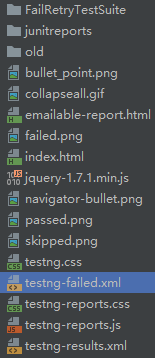 FailRetryTestSuite
junitreports
old
bullet_point.png
collapseall.gif
emailable-report.html
failed.png
index.html
jquery-1.7.1.min.js
navigator-bullet.png
passed.png
skipped.png
testng.css
testng-failed.xml
testng-reports.css
testng-reports.js
testng-results.xml